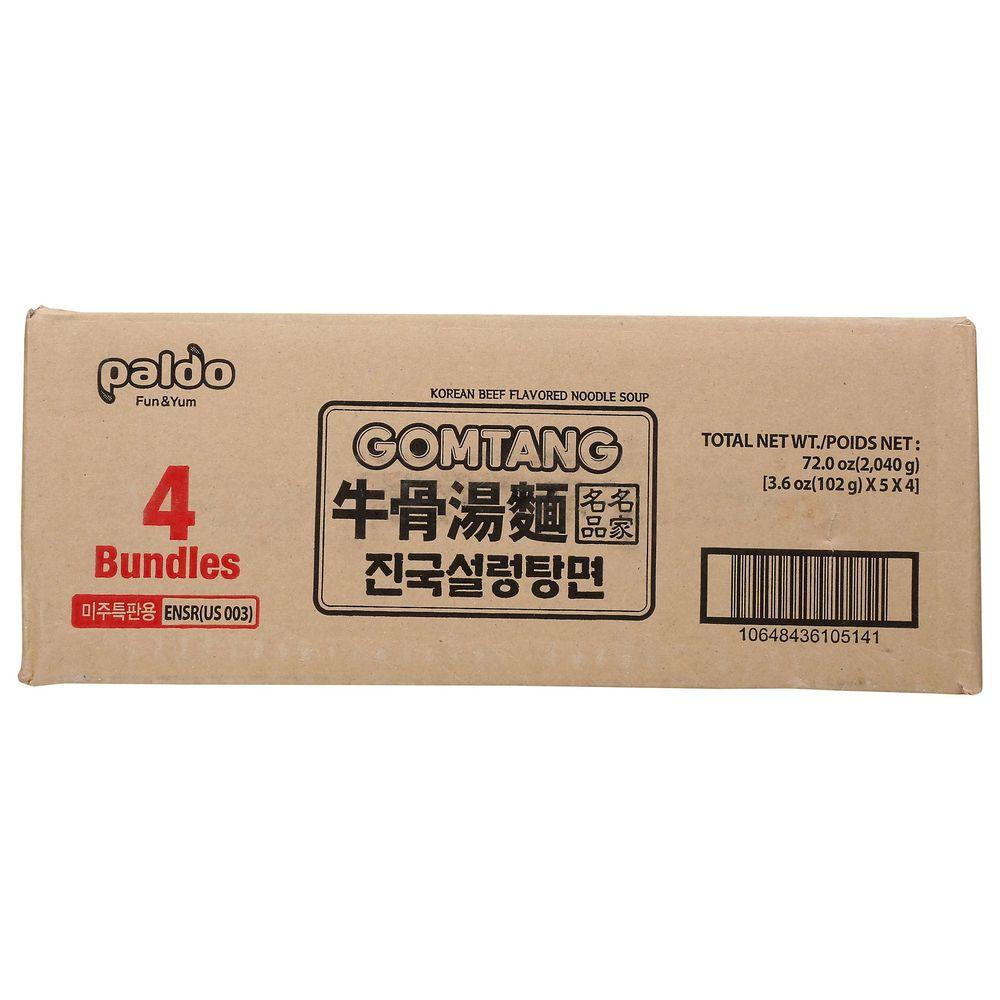 paldo
Fun & Yum
4
Bundles
미주특판용 ENSR(US 003)
KOREAN BEEF FLAVORED NOODLE SOUP
GOMTANG
牛骨湯麵 名家名品
진국설렁탕면
TOTAL NET WT./POIDS NET :
72.0 oz(2,040 g)
[3.6 oz(102 g) X 5 X 4]
10648436105141